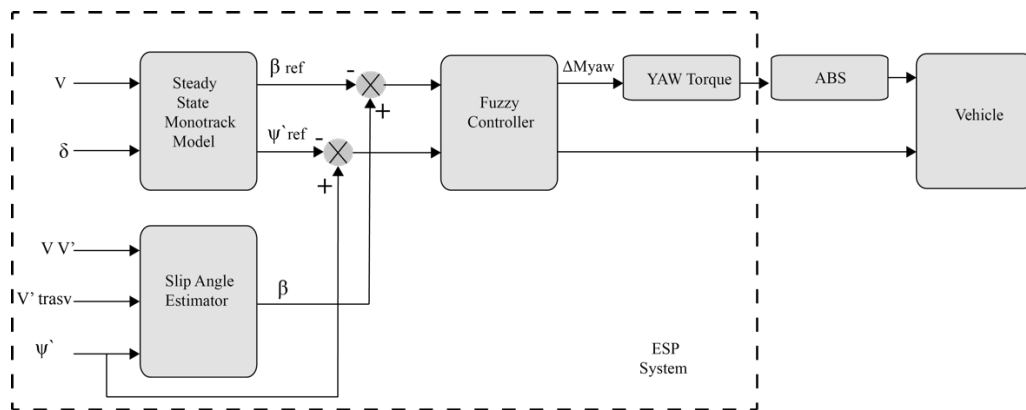 V
δ
Steady
State
Monotrack
Model
β ref
ψ` ref
-
+
-
+
Fuzzy
Controller
ΔMyaw
YAW Torque
ABS
Vehicle
V V’
V’ trasv
ψ`
Slip Angle
Estimator
β
ESP
System